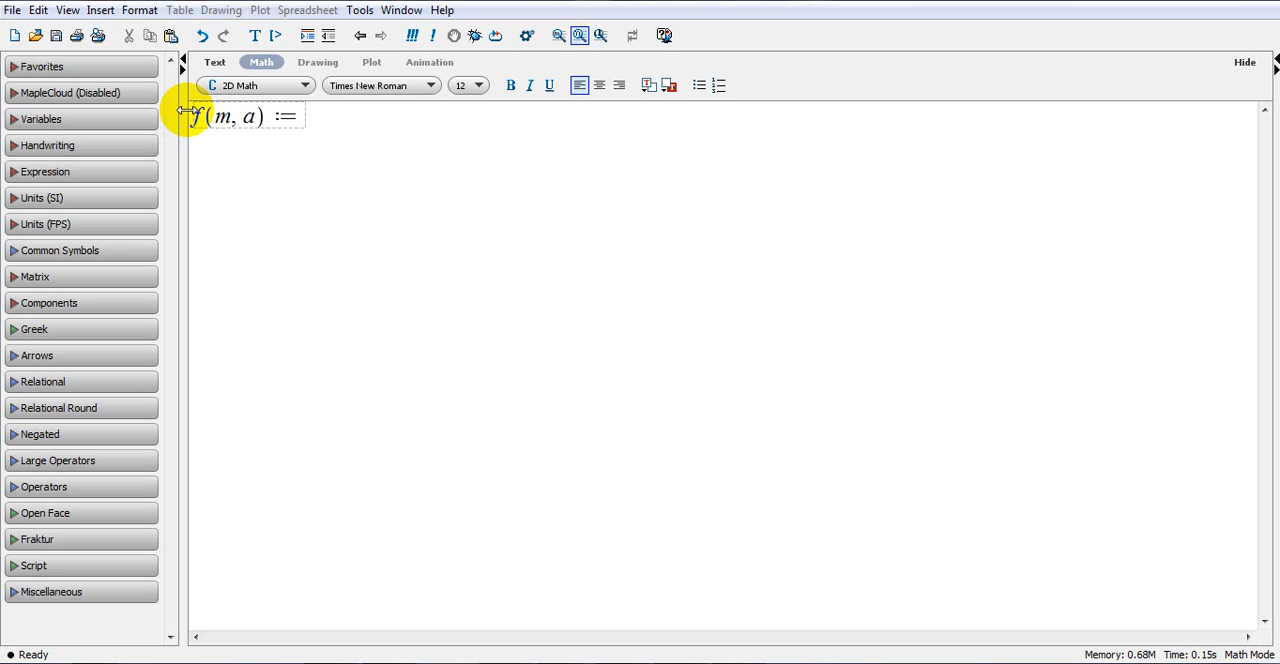 File Edit View Insert Format Table Drawing Plot Spreadsheet Tools Window Help
Text Math Drawing Plot Animation Hide
C 2D Math Times New Roman 12 B I U
f(m, a) :=
Favorites
MapleCloud (Disabled)
Variables
Handwriting
Expression
Units (SI)
Units (FPS)
Common Symbols
Matrix
Components
Greek
Arrows
Relational
Relational Round
Negated
Large Operators
Operators
Open Face
Fraktur
Script
Miscellaneous
Ready Memory: 0.68M Time: 0.15s Math Mode